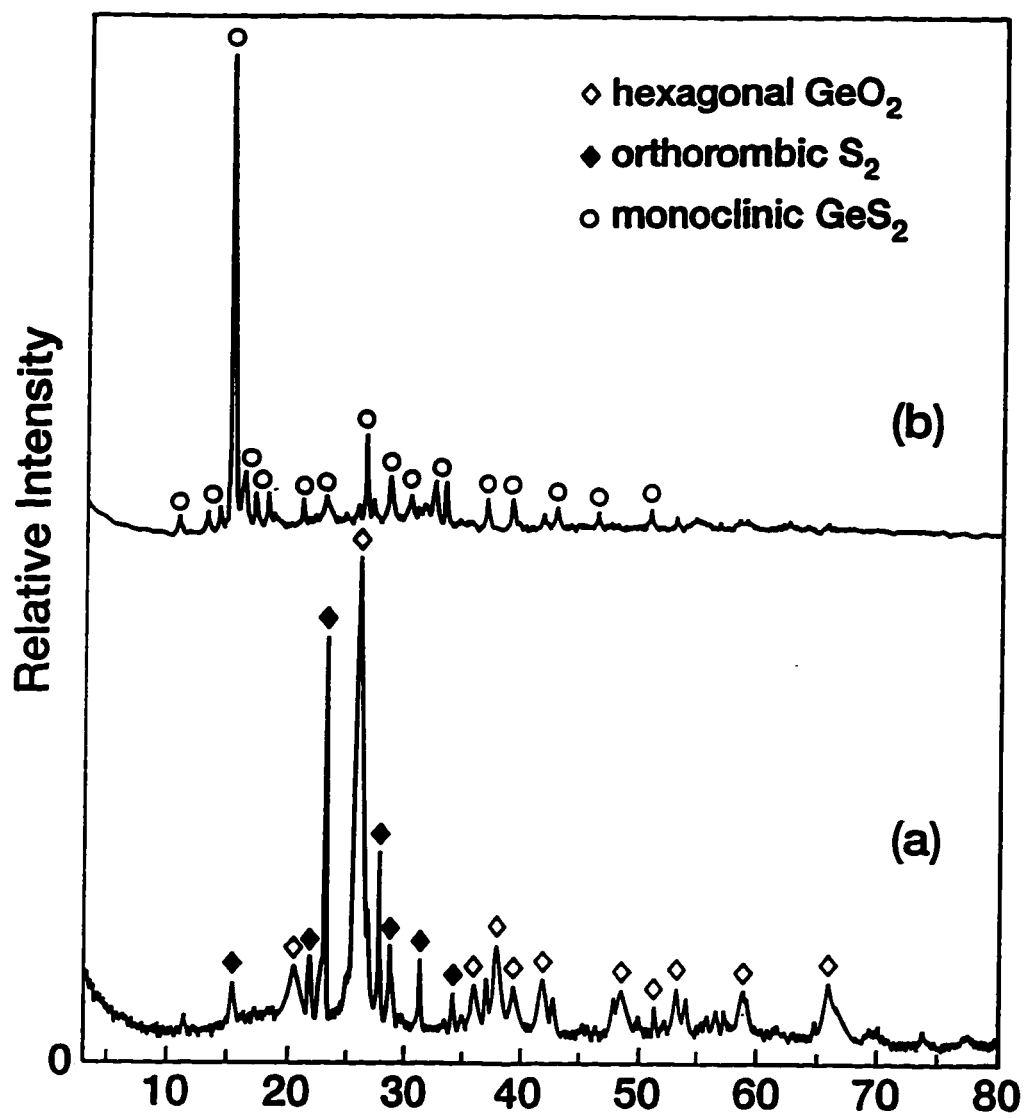 ◇ hexagonal GeO₂
◆ orthorombic S₂
○ monoclinic GeS₂
Relative Intensity
(b)
(a)
0
10 20 30 40 50 60 70 80